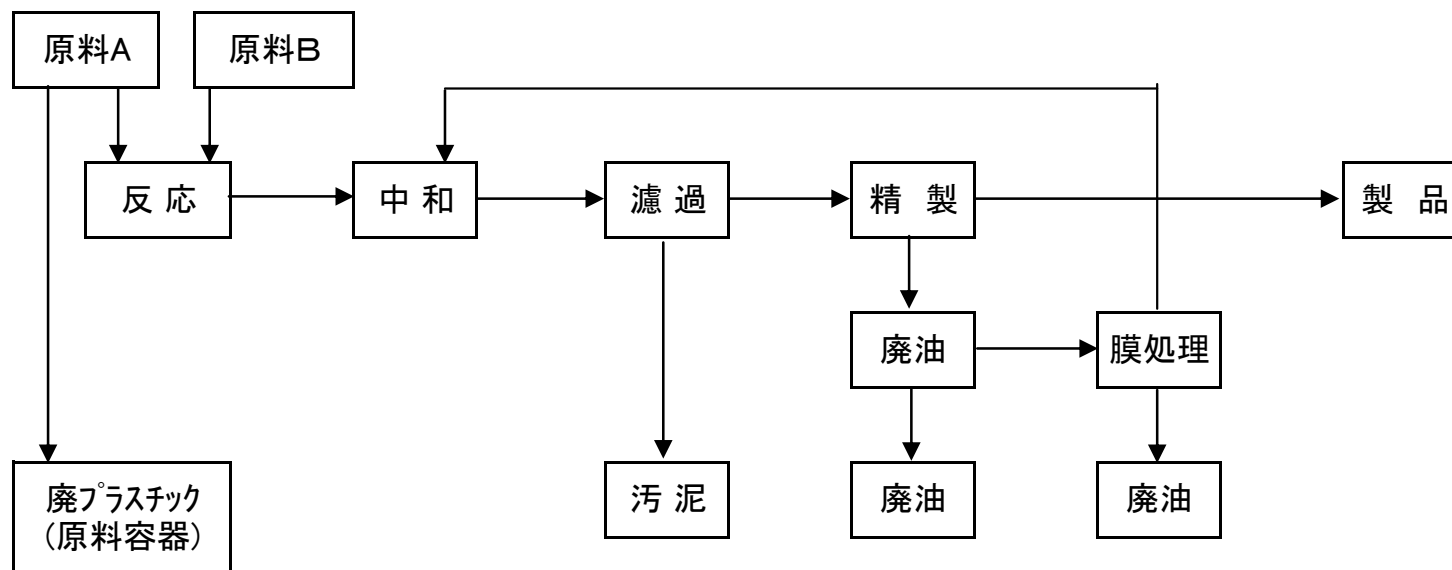 原料A
原料B
反 応
中 和
濾 過
精 製
製 品
廃油
膜処理
廃ﾌﾟﾗｽﾁｯｸ
(原料容器)
汚 泥
廃油
廃油